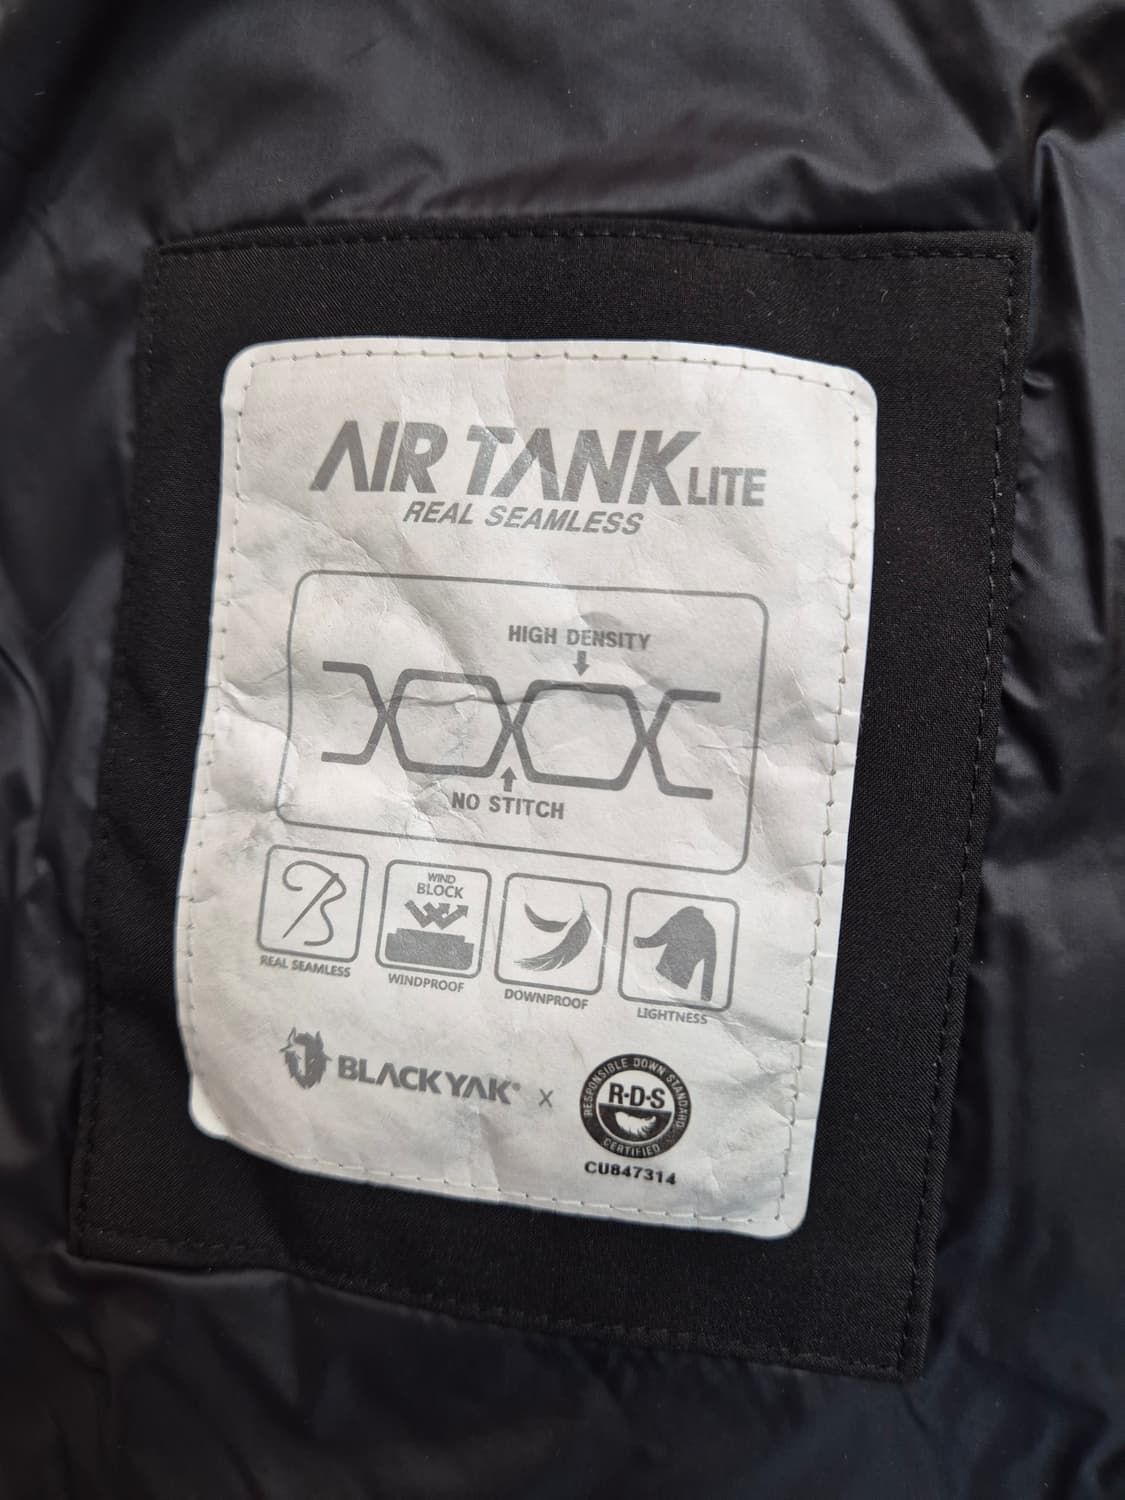 AIR TANK LITE
REAL SEAMLESS
HIGH DENSITY
NO STITCH
WIND
BLOCK
REAL SEAMLESS
WINDPROOF
DOWNPROOF
LIGHTNESS
BLACKYAK® X
RESPONSIBLE DOWN STANDARD
R·D·S
CERTIFIED
CU847314